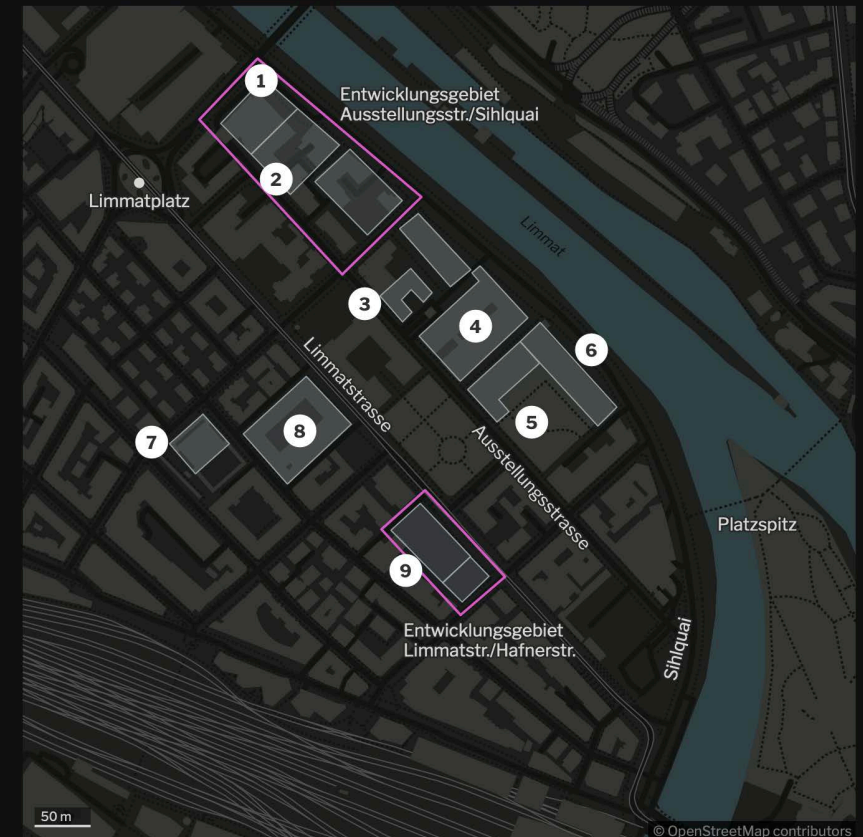 1
Entwicklungsgebiet
Ausstellungsstr./Sihlquai
2
Limmatplatz
Limmat
3
4
6
Limmatstrasse
5
7
8
Ausstellungsstrasse
Platzspitz
9
Entwicklungsgebiet
Limmatstr./Hafnerstr.
Sihlquai
50 m
© OpenStreetMap contributors